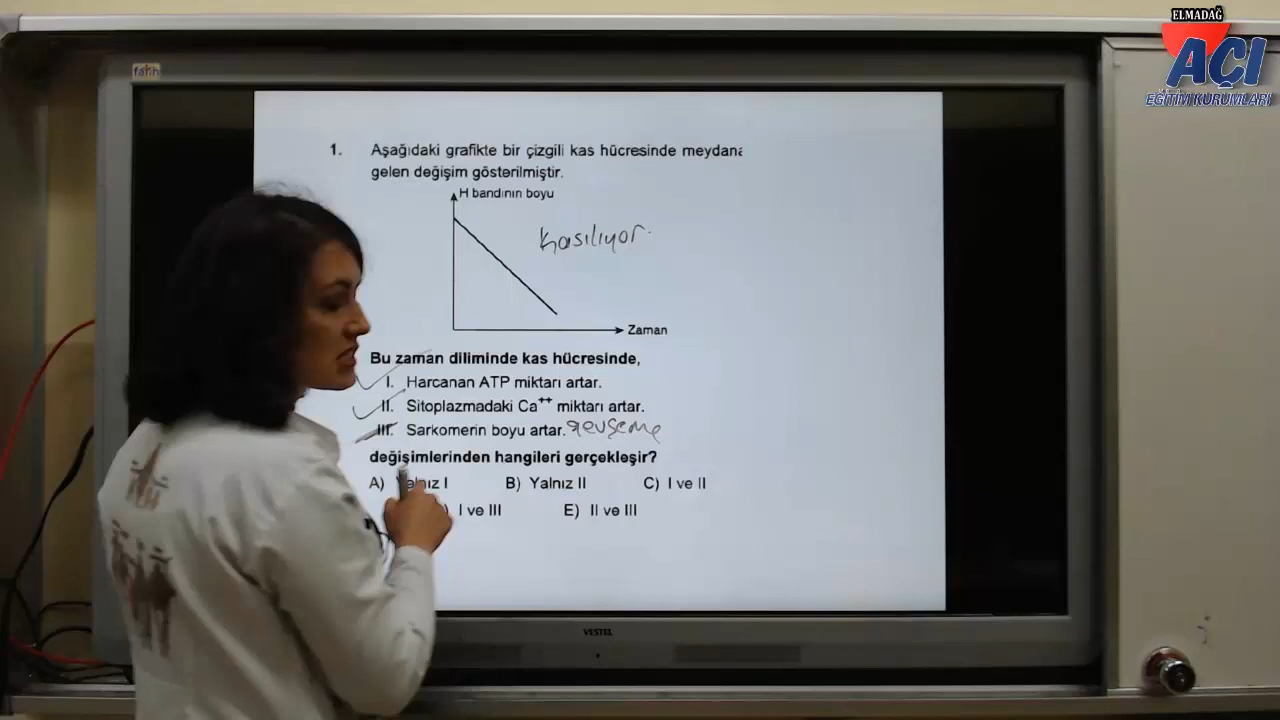 ELMADAĞ
AÇI
EĞİTİM KURUMLARI
fatih
1. Aşağıdaki grafikte bir çizgili kas hücresinde meydana
gelen değişim gösterilmiştir.
H bandının boyu
kasılıyor.
Zaman
Bu zaman diliminde kas hücresinde,
I. Harcanan ATP miktarı artar.
II. Sitoplazmadaki Ca++ miktarı artar.
III. Sarkomerin boyu artar. gevşeme
değişimlerinden hangileri gerçekleşir?
A) Yalnız I B) Yalnız II C) I ve II
) I ve III E) II ve III
VESTEL